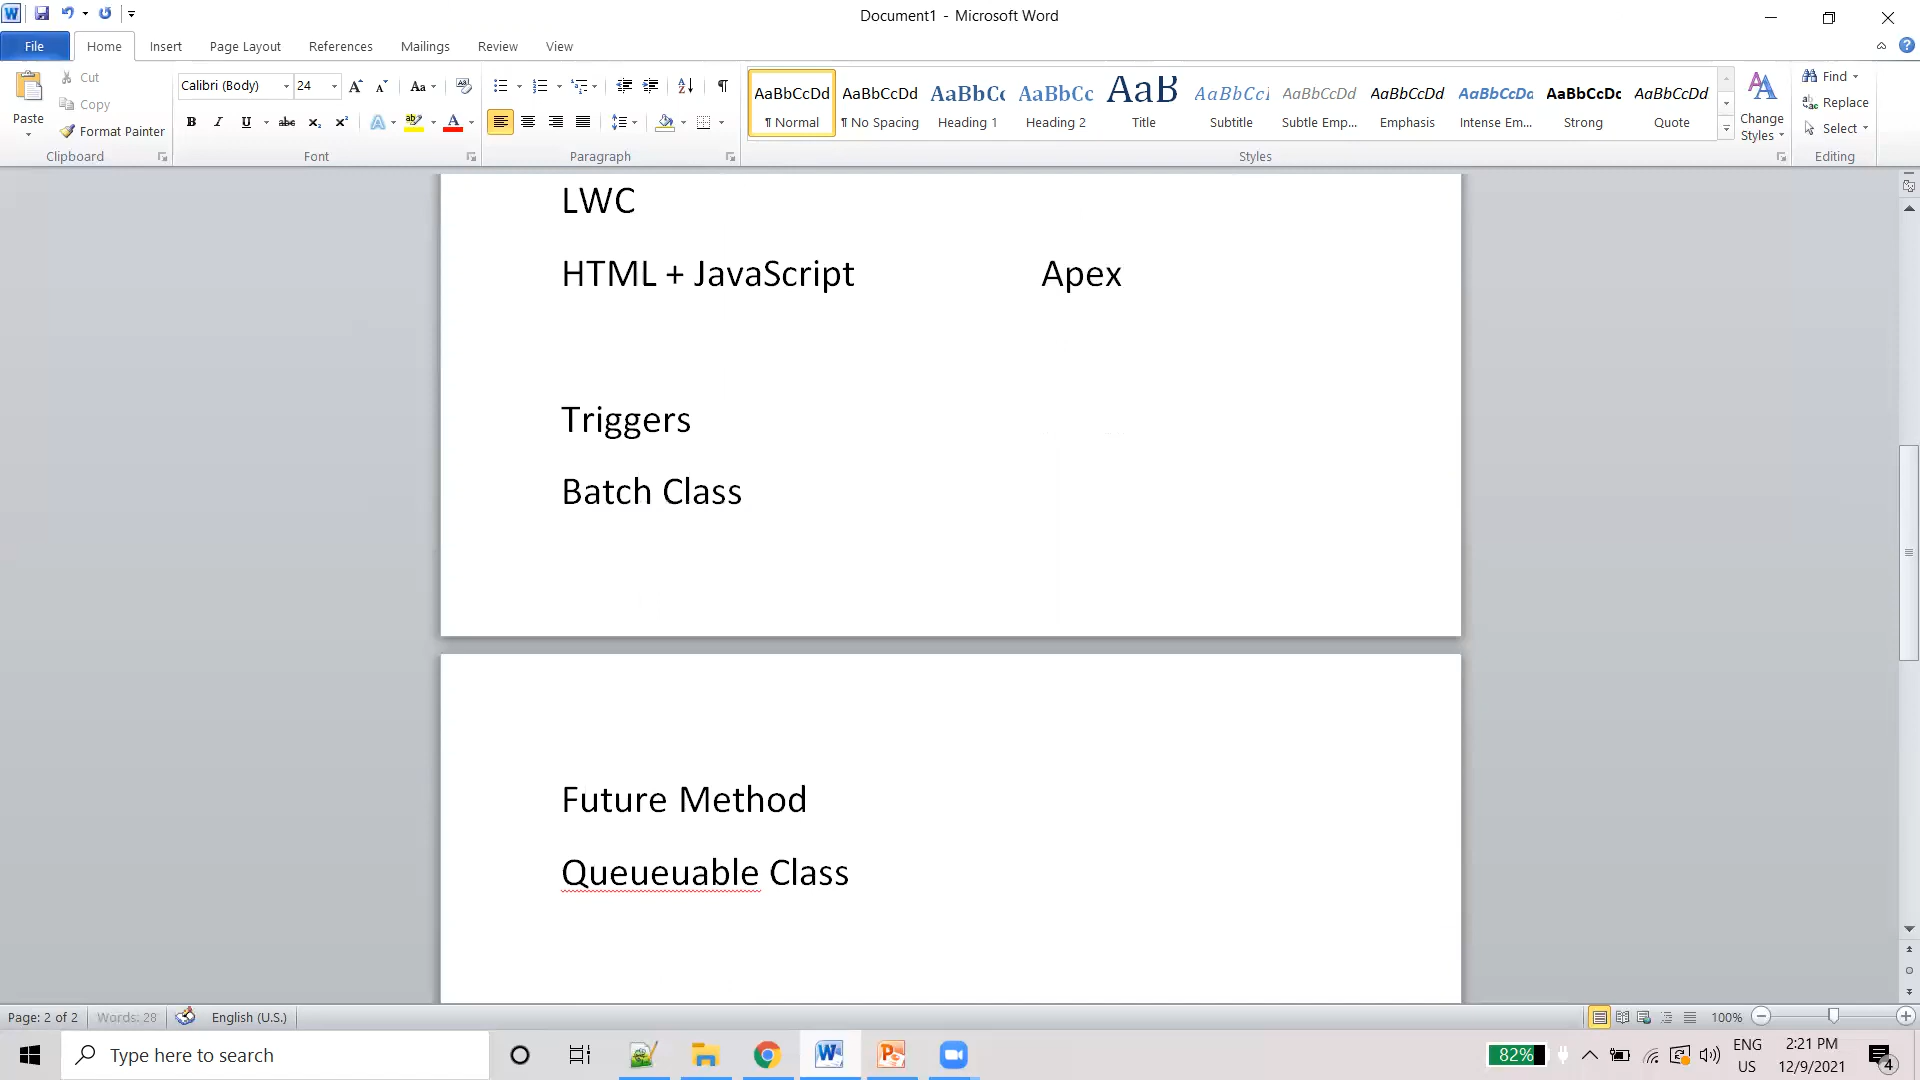 Document1 - Microsoft Word
File Home Insert Page Layout References Mailings Review View
Cut
Copy
Format Painter
Paste
Clipboard
Calibri (Body) 24
Font
Paragraph
AaBbCcDd AaBbCcDd AaBbCc AaBbCc AaB AaBbCcI AaBbCcDd AaBbCcDd AaBbCcDd AaBbCcDc AaBbCcDd
¶ Normal ¶ No Spacing Heading 1 Heading 2 Title Subtitle Subtle Emp... Emphasis Intense Em... Strong Quote
Styles
Change
Styles
Find
Replace
Select
Editing
LWC
HTML + JavaScript Apex
Triggers
Batch Class
Future Method
Queueuable Class
Page: 2 of 2 Words: 28 English (U.S.) 100%
Type here to search
82%
ENG
US
2:21 PM
12/9/2021
4